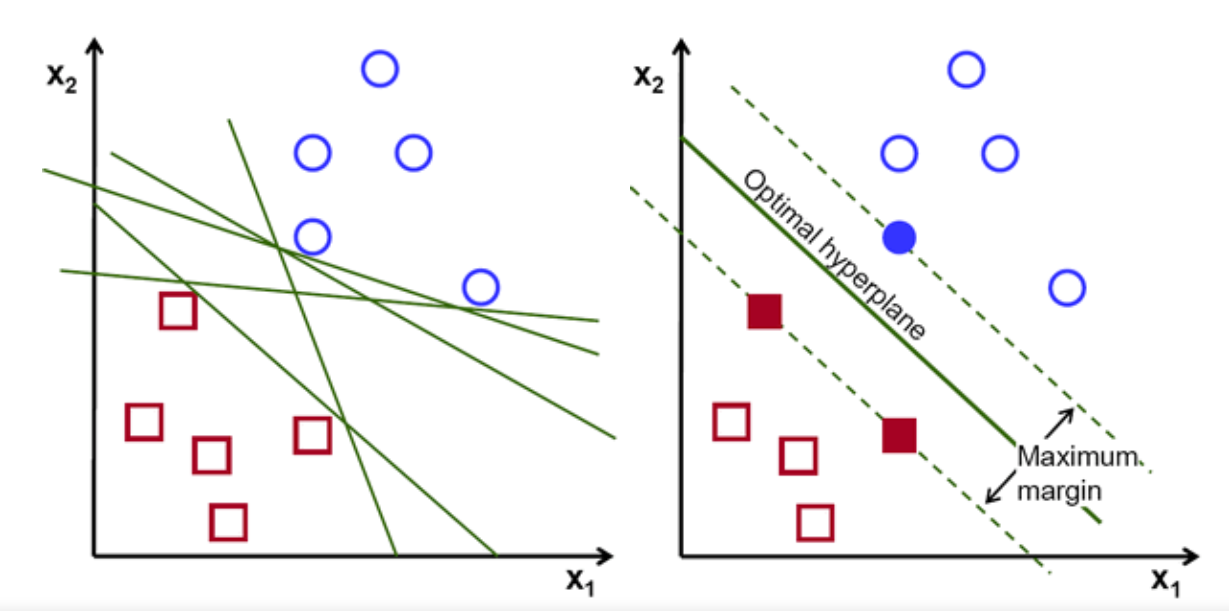 x₂
x₁
x₂
Optimal hyperplane
Maximum
margin
x₁